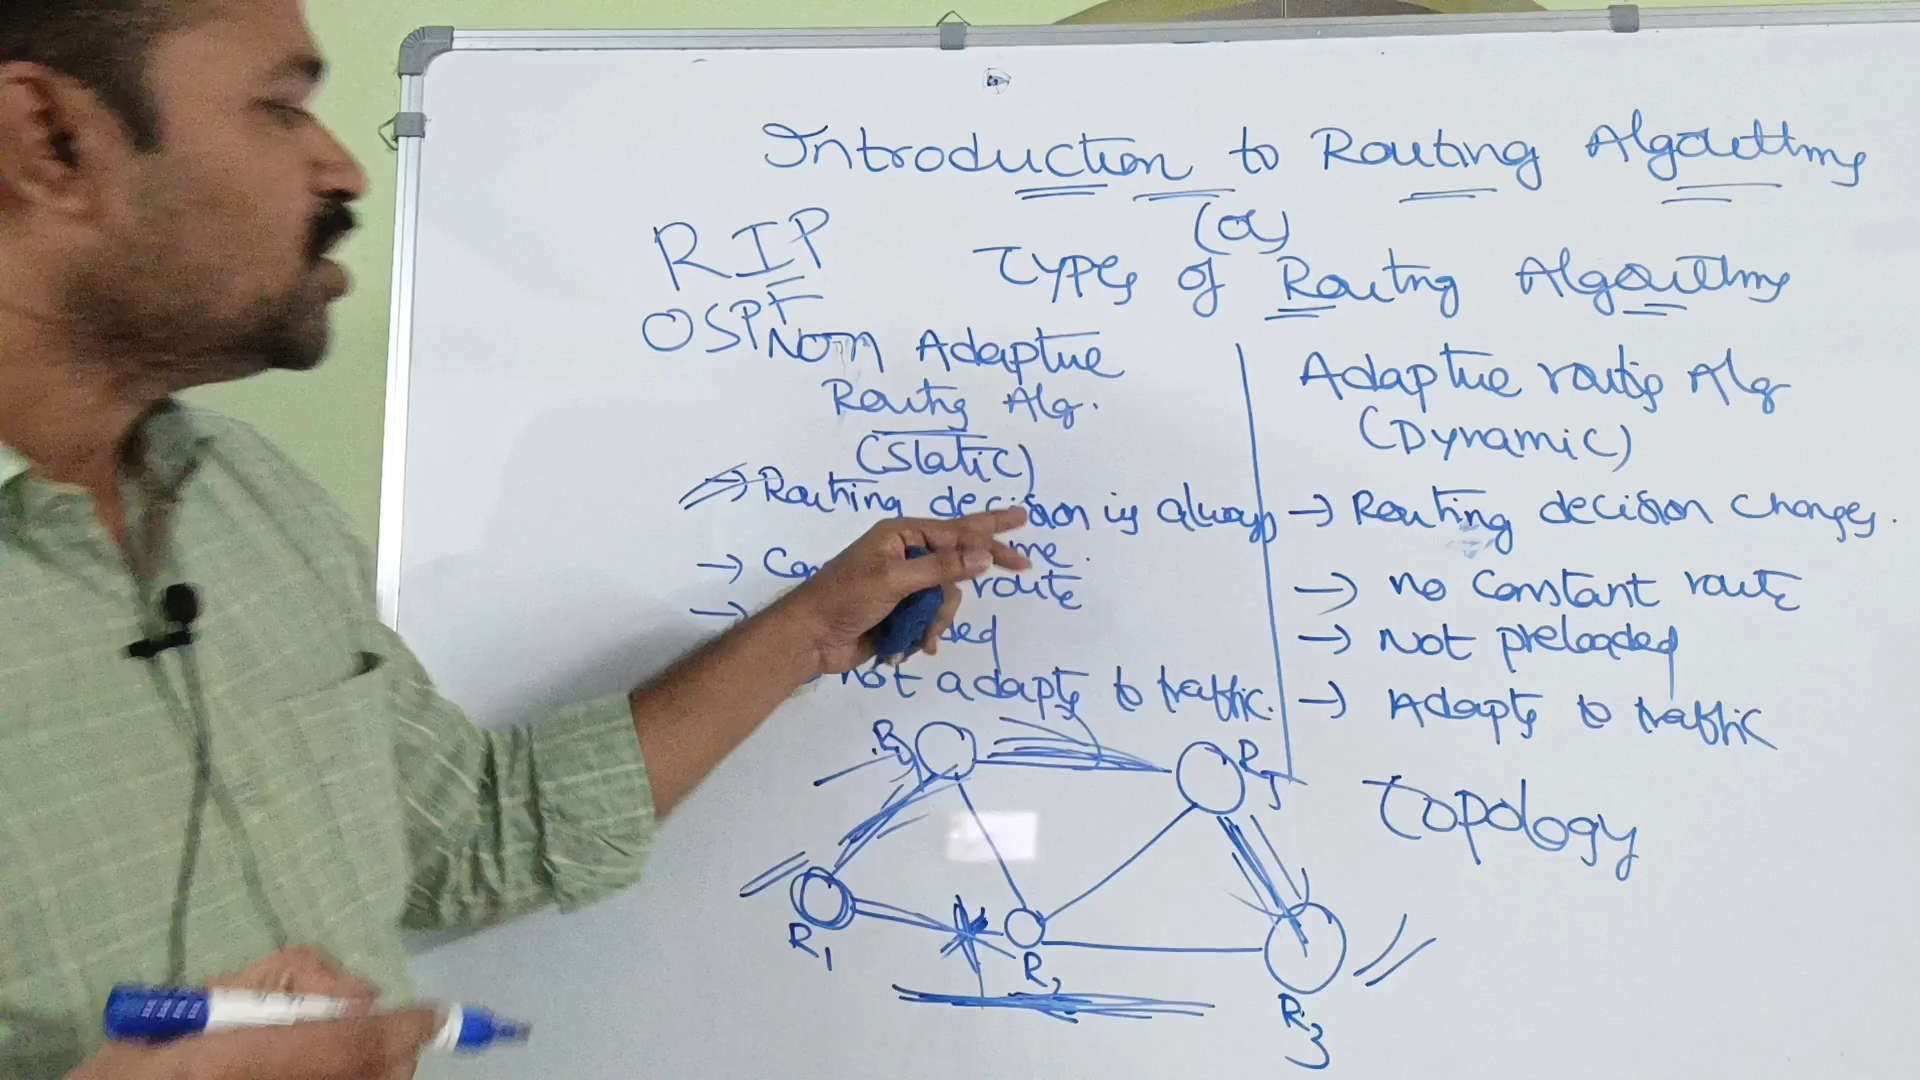 Introduction to Routing Algorithms
(or)
Types of Routing Algorithms
RIP
OSPF
Non Adaptive
Routing Alg.
(Static)
→ Routing decision is always
me.
→ route
→
not adapts to traffic.
Adaptive routing Alg
(Dynamic)
→ Routing decision changes.
→ no constant route
→ Not preloaded
→ Adapts to traffic
Topology
R5
R1
R2
R3